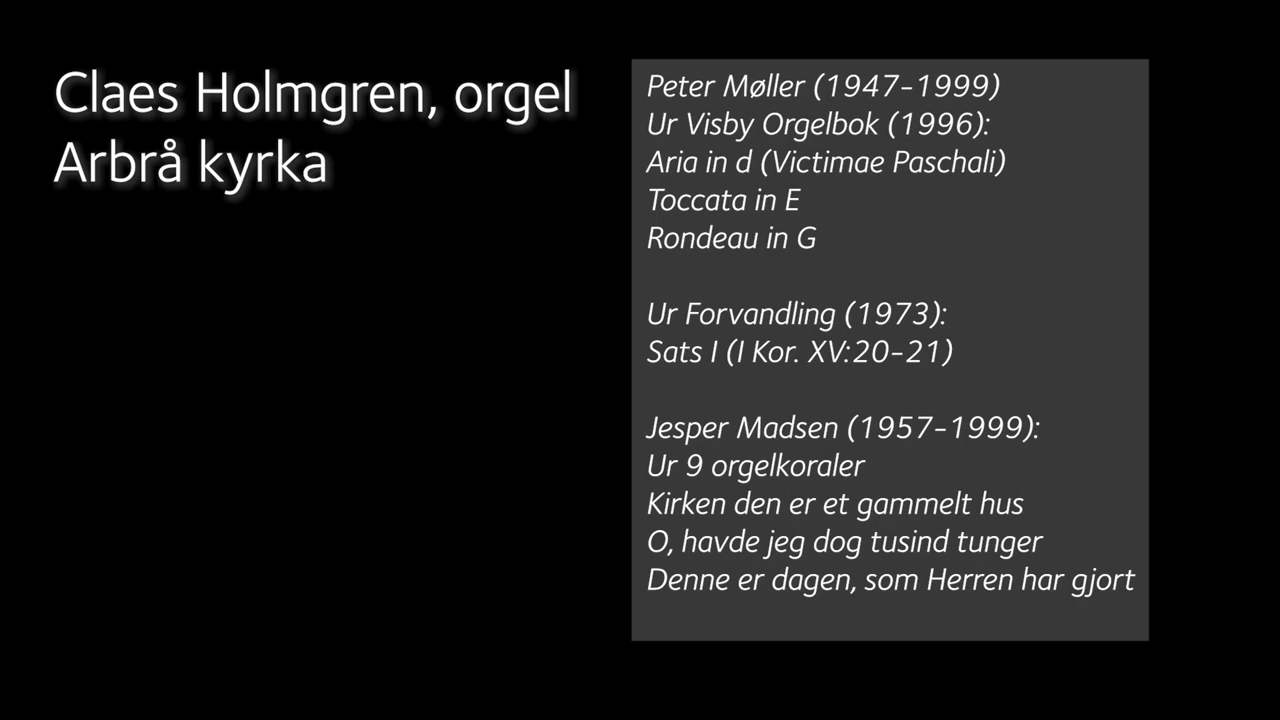 Claes Holmgren, orgel
Arbrå kyrka
Peter Møller (1947-1999)
Ur Visby Orgelbok (1996):
Aria in d (Victimae Paschali)
Toccata in E
Rondeau in G
Ur Forvandling (1973):
Sats I (I Kor. XV:20-21)
Jesper Madsen (1957-1999):
Ur 9 orgelkoraler
Kirken den er et gammelt hus
O, havde jeg dog tusind tunger
Denne er dagen, som Herren har gjort